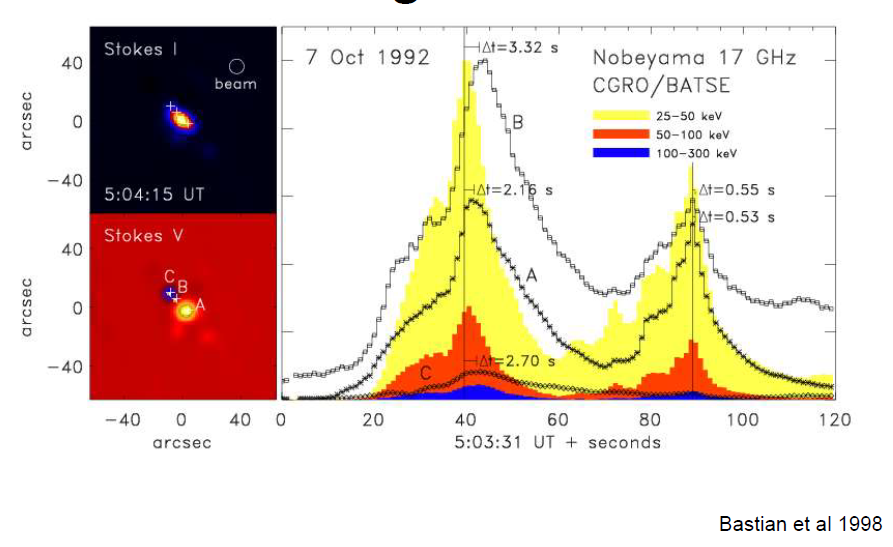 Stokes I
beam
5:04:15 UT
Stokes V
C
B
A
40
0
−40
40
0
−40
arcsec
arcsec
−40 0 40
arcsec
7 Oct 1992
Nobeyama 17 GHz
CGRO/BATSE
25−50 keV
50−100 keV
100−300 keV
Δt=3.32 s
B
Δt=2.16 s
A
Δt=2.70 s
C
Δt=0.55 s
Δt=0.53 s
0 20 40 60 80 100 120
5:03:31 UT + seconds
Bastian et al 1998